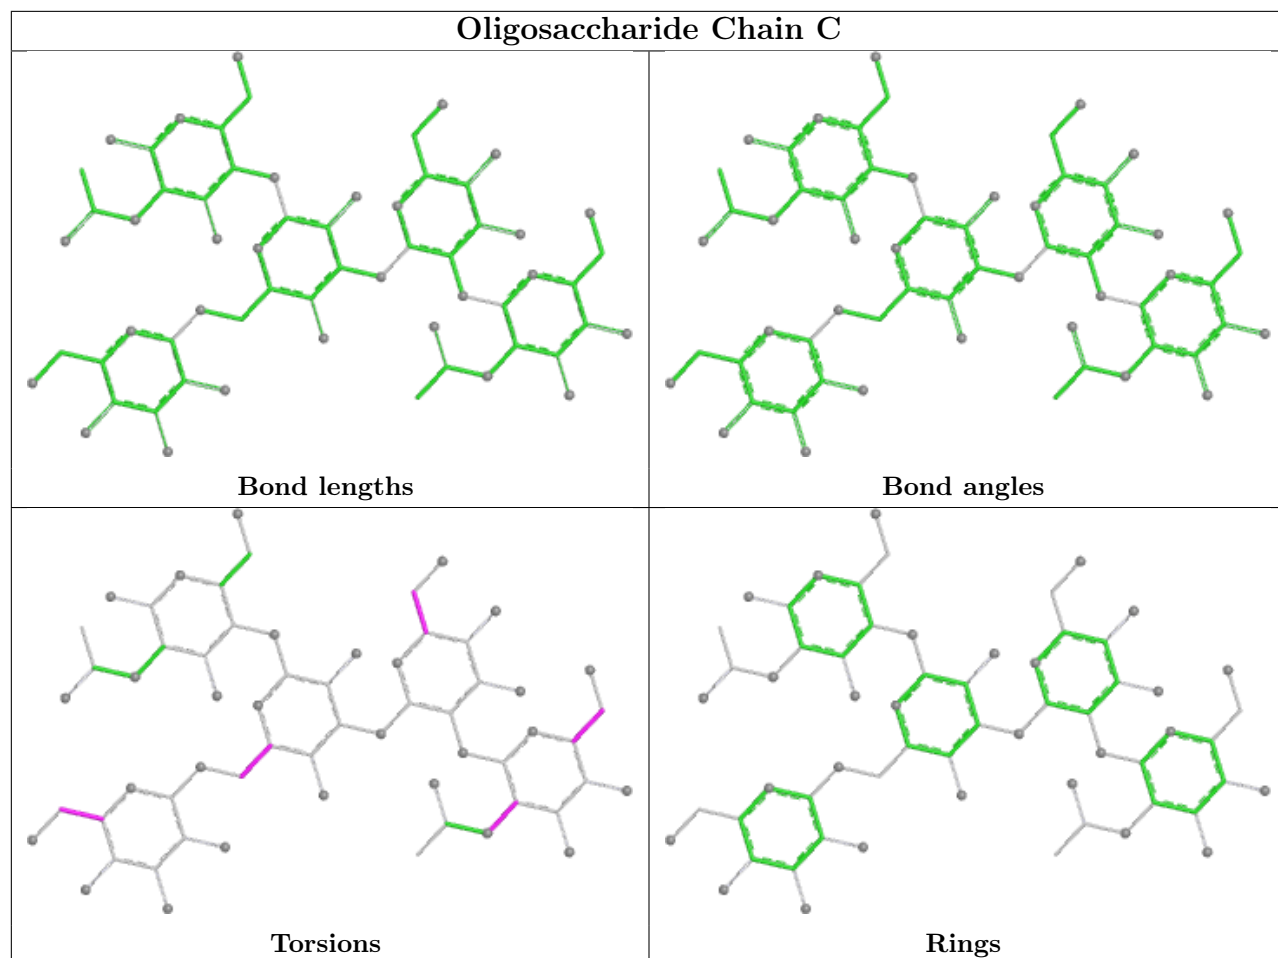 Oligosaccharide Chain C
Bond lengths
Bond angles
Torsions
Rings